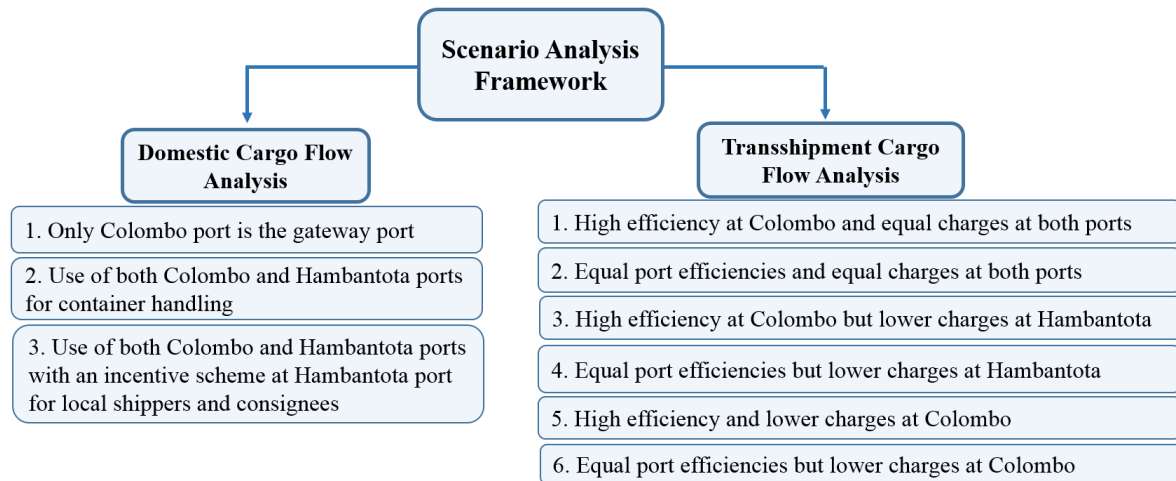 Scenario Analysis
Framework
Domestic Cargo Flow
Analysis
1. Only Colombo port is the gateway port
2. Use of both Colombo and Hambantota ports
for container handling
3. Use of both Colombo and Hambantota ports
with an incentive scheme at Hambantota port
for local shippers and consignees
Transshipment Cargo
Flow Analysis
1. High efficiency at Colombo and equal charges at both ports
2. Equal port efficiencies and equal charges at both ports
3. High efficiency at Colombo but lower charges at Hambantota
4. Equal port efficiencies but lower charges at Hambantota
5. High efficiency and lower charges at Colombo
6. Equal port efficiencies but lower charges at Colombo